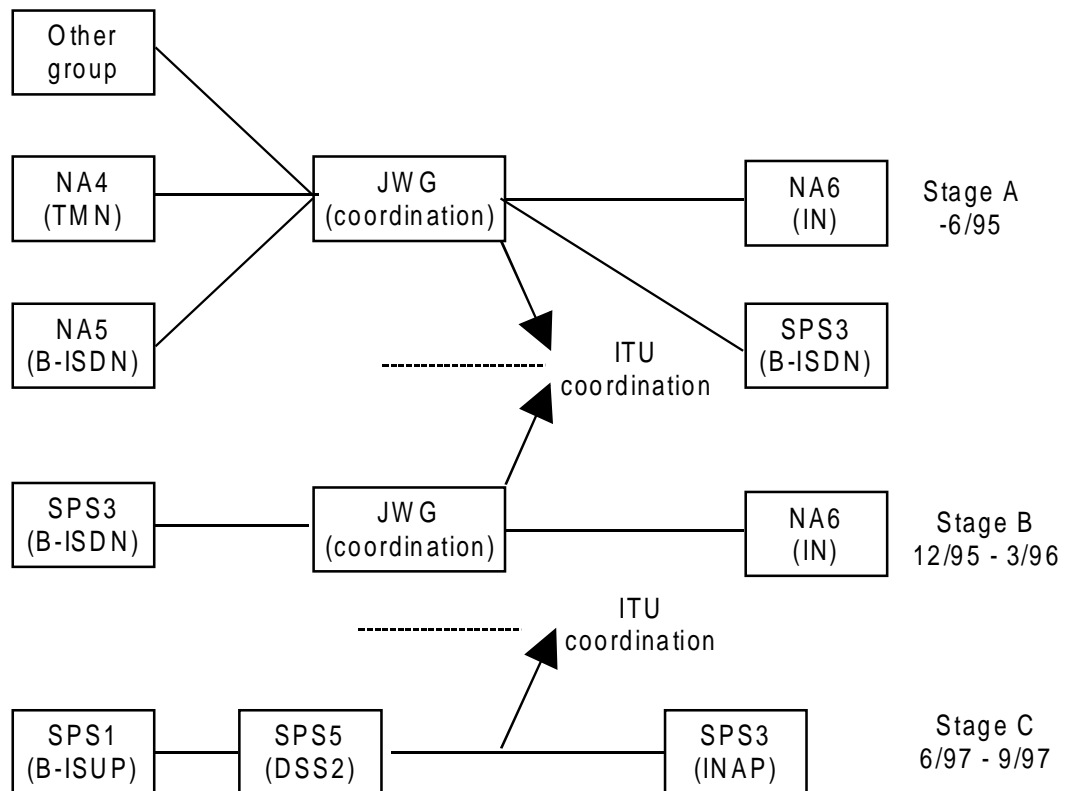 Other
group
NA4
(TMN)
JWG
(coordination)
NA6
(IN)
Stage A
-6/95
NA5
(B-ISDN)
ITU
coordination
SPS3
(B-ISDN)
SPS3
(B-ISDN)
JWG
(coordination)
NA6
(IN)
Stage B
12/95 - 3/96
ITU
coordination
SPS1
(B-ISUP)
SPS5
(DSS2)
SPS3
(INAP)
Stage C
6/97 - 9/97